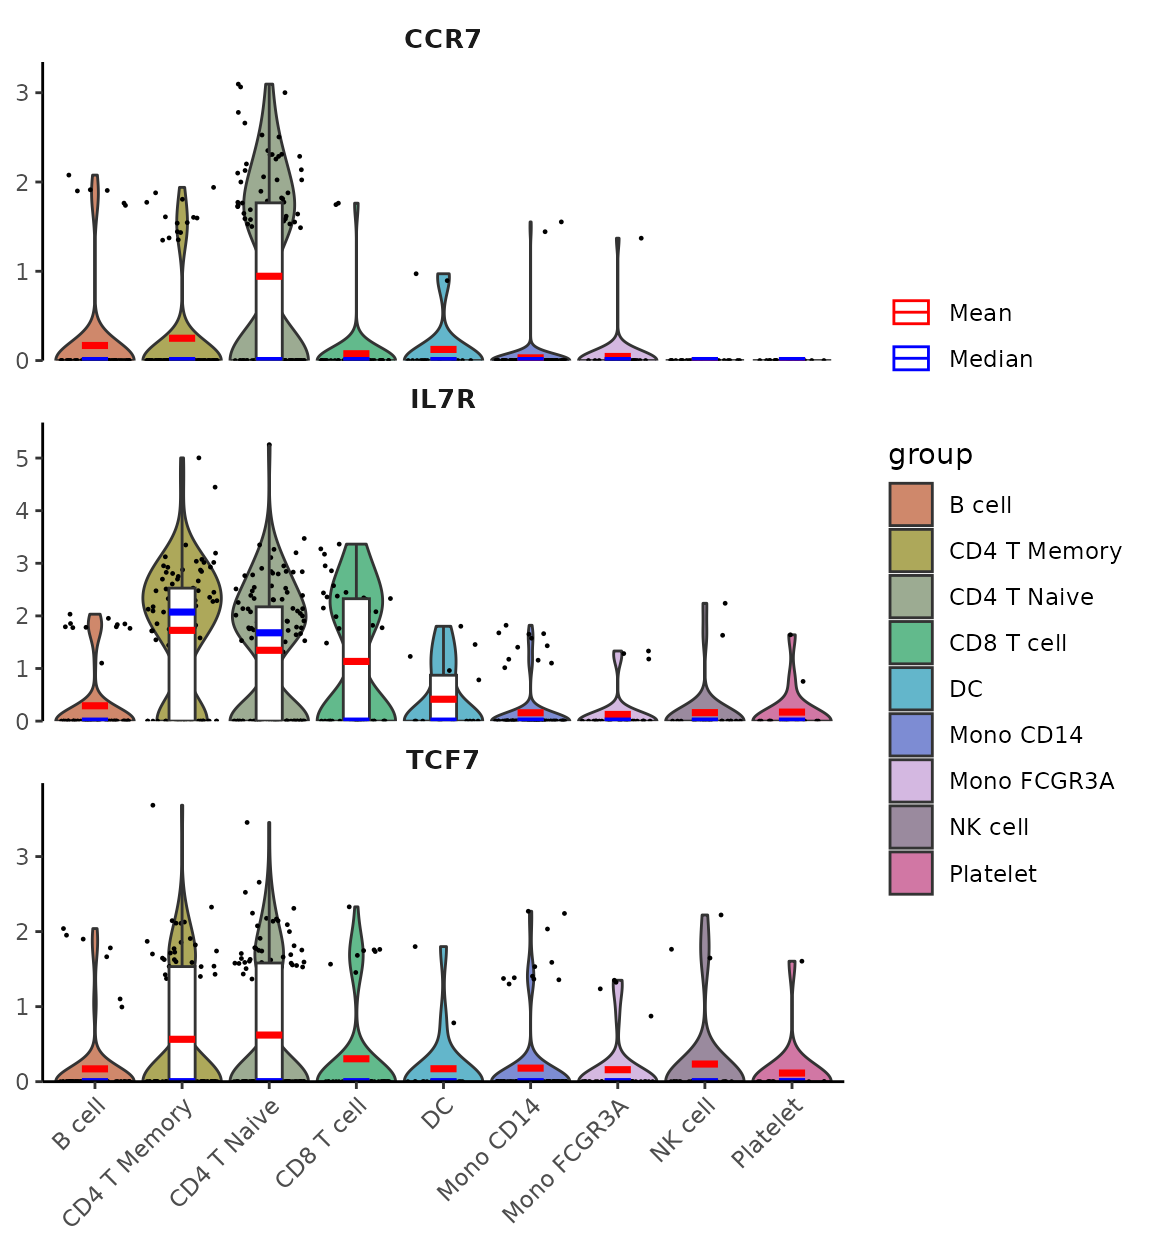 CCR7
3
2
1
0
IL7R
5
4
3
2
1
0
TCF7
3
2
1
0
B cell
CD4 T Memory
CD4 T Naive
CD8 T cell
DC
Mono CD14
Mono FCGR3A
NK cell
Platelet
Mean
Median
group
B cell
CD4 T Memory
CD4 T Naive
CD8 T cell
DC
Mono CD14
Mono FCGR3A
NK cell
Platelet